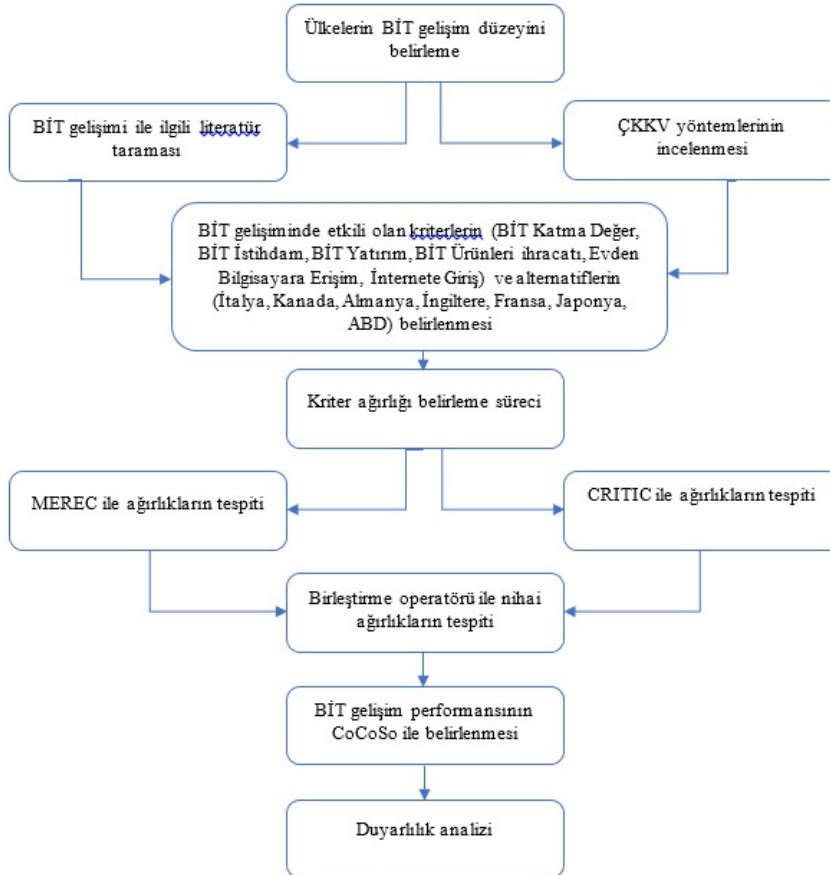 Ülkelerin BİT gelişim düzeyini
belirleme
BİT gelişimi ile ilgili literatür
taraması
ÇKKV yöntemlerinin
incelenmesi
BİT gelişiminde etkili olan kriterlerin (BİT Katma Değer,
BİT İstihdam, BİT Yatırım, BİT Ürünleri ihracatı, Evden
Bilgisayara Erişim, İnternete Giriş) ve alternatiflerin
(İtalya, Kanada, Almanya, İngiltere, Fransa, Japonya,
ABD) belirlenmesi
Kriter ağırlığı belirleme süreci
MEREC ile ağırlıkların tespiti
CRITIC ile ağırlıkların tespiti
Birleştirme operatörü ile nihai
ağırlıkların tespiti
BİT gelişim performansının
CoCoSo ile belirlenmesi
Duyarlılık analizi